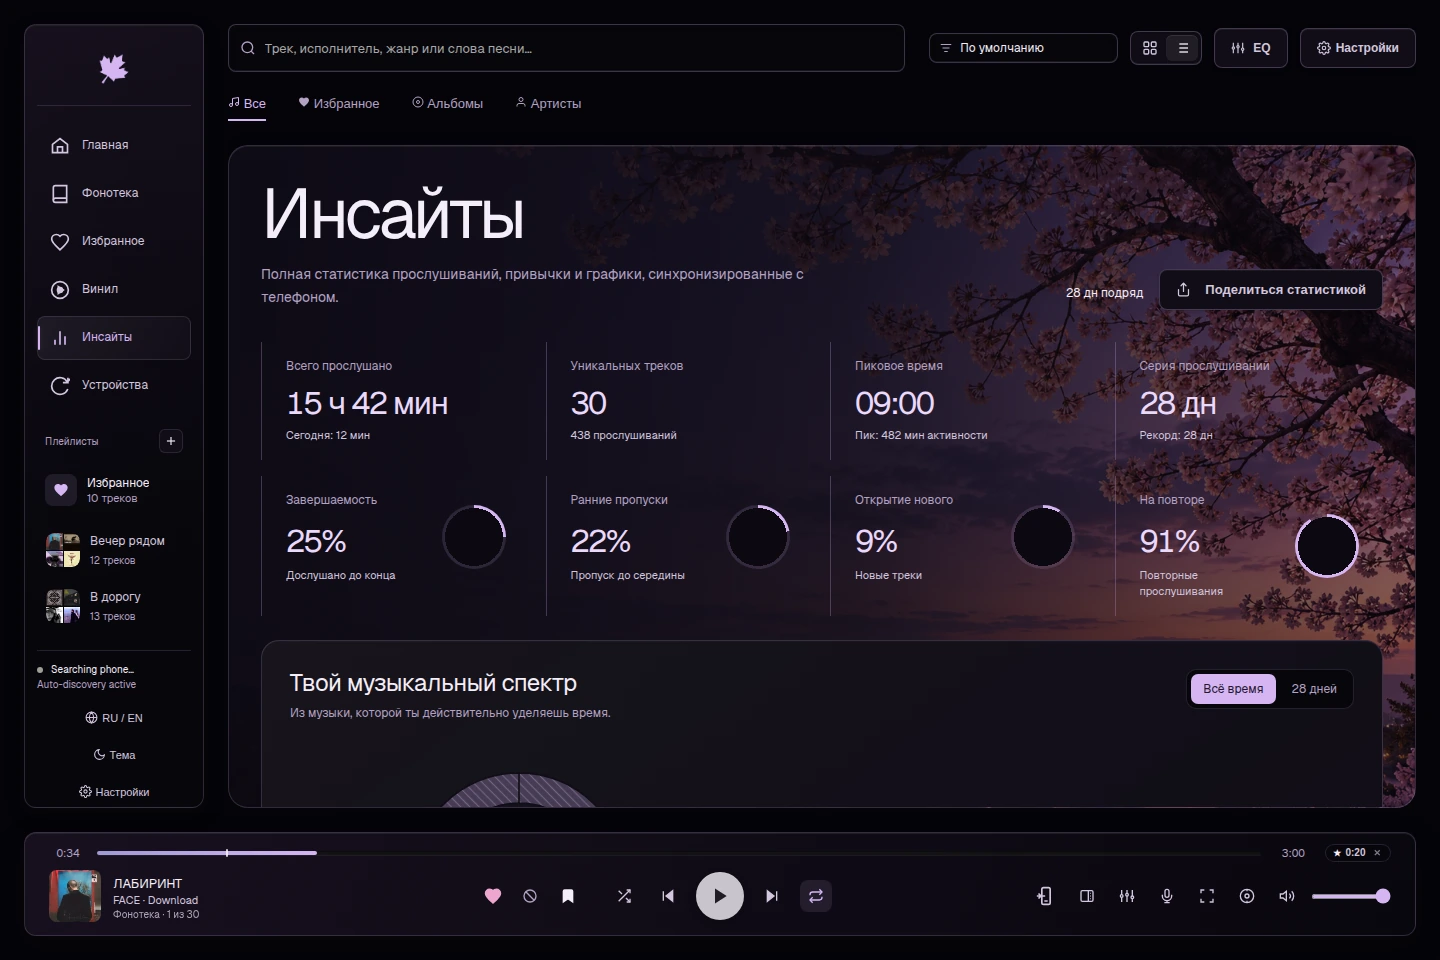 Трек, исполнитель, жанр или слова песни...
По умолчанию
EQ
Настройки
Все
Избранное
Альбомы
Артисты
Главная
Фонотека
Избранное
Винил
Инсайты
Устройства
Плейлисты
Избранное
10 треков
Вечер рядом
12 треков
В дорогу
13 треков
Searching phone...
Auto-discovery active
RU / EN
Тема
Настройки
Инсайты
Полная статистика прослушиваний, привычки и графики, синхронизированные с
телефоном.
28 дн подряд
Поделиться статистикой
Всего прослушано
15 ч 42 мин
Сегодня: 12 мин
Уникальных треков
30
438 прослушиваний
Пиковое время
09:00
Пик: 482 мин активности
Серия прослушиваний
28 дн
Рекорд: 28 дн
Завершаемость
25%
Дослушано до конца
Ранние пропуски
22%
Пропуск до середины
Открытие нового
9%
Новые треки
На повторе
91%
Повторные
прослушивания
Твой музыкальный спектр
Из музыки, которой ты действительно уделяешь время.
Всё время
28 дней
0:34
3:00
★ 0:20 ×
ЛАБИРИНТ
FACE · Download
Фонотека · 1 из 30